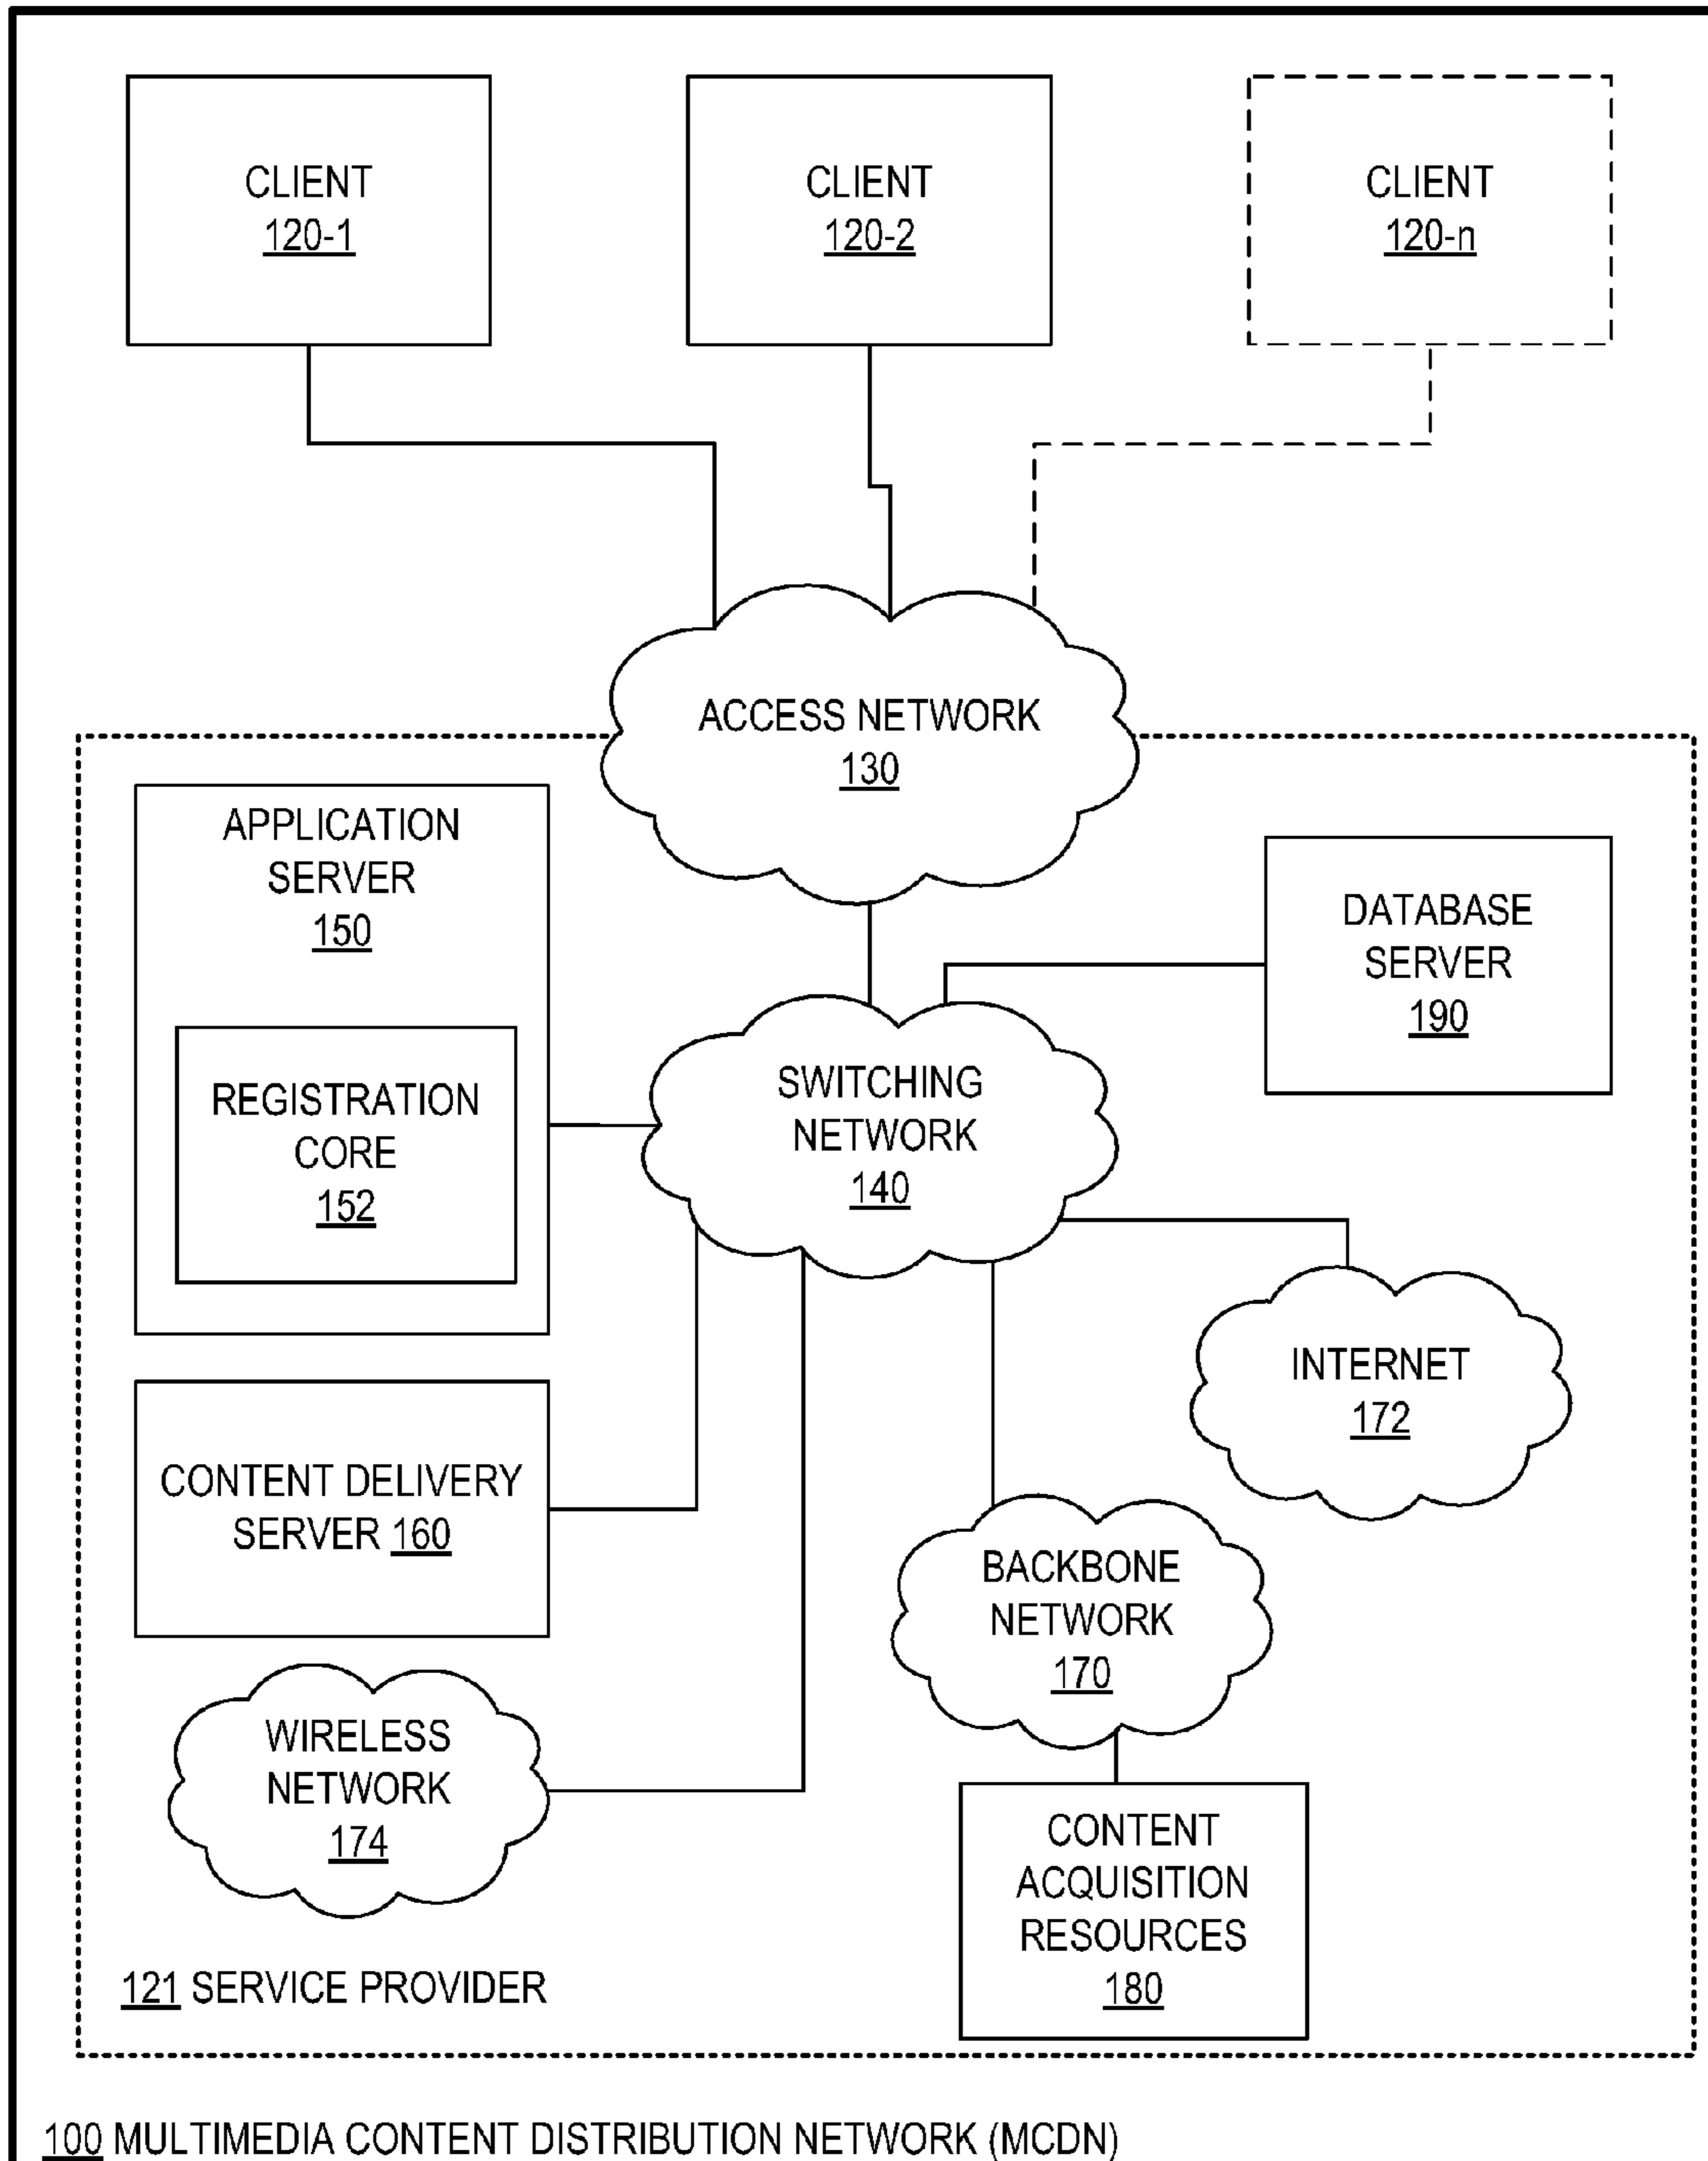 CLIENT
120-1
CLIENT
120-2
CLIENT
120-n
ACCESS NETWORK
130
APPLICATION
SERVER
150
REGISTRATION
CORE
152
DATABASE
SERVER
190
SWITCHING
NETWORK
140
INTERNET
172
CONTENT DELIVERY
SERVER 160
BACKBONE
NETWORK
170
WIRELESS
NETWORK
174
CONTENT
ACQUISITION
RESOURCES
180
121 SERVICE PROVIDER
100 MULTIMEDIA CONTENT DISTRIBUTION NETWORK (MCDN)